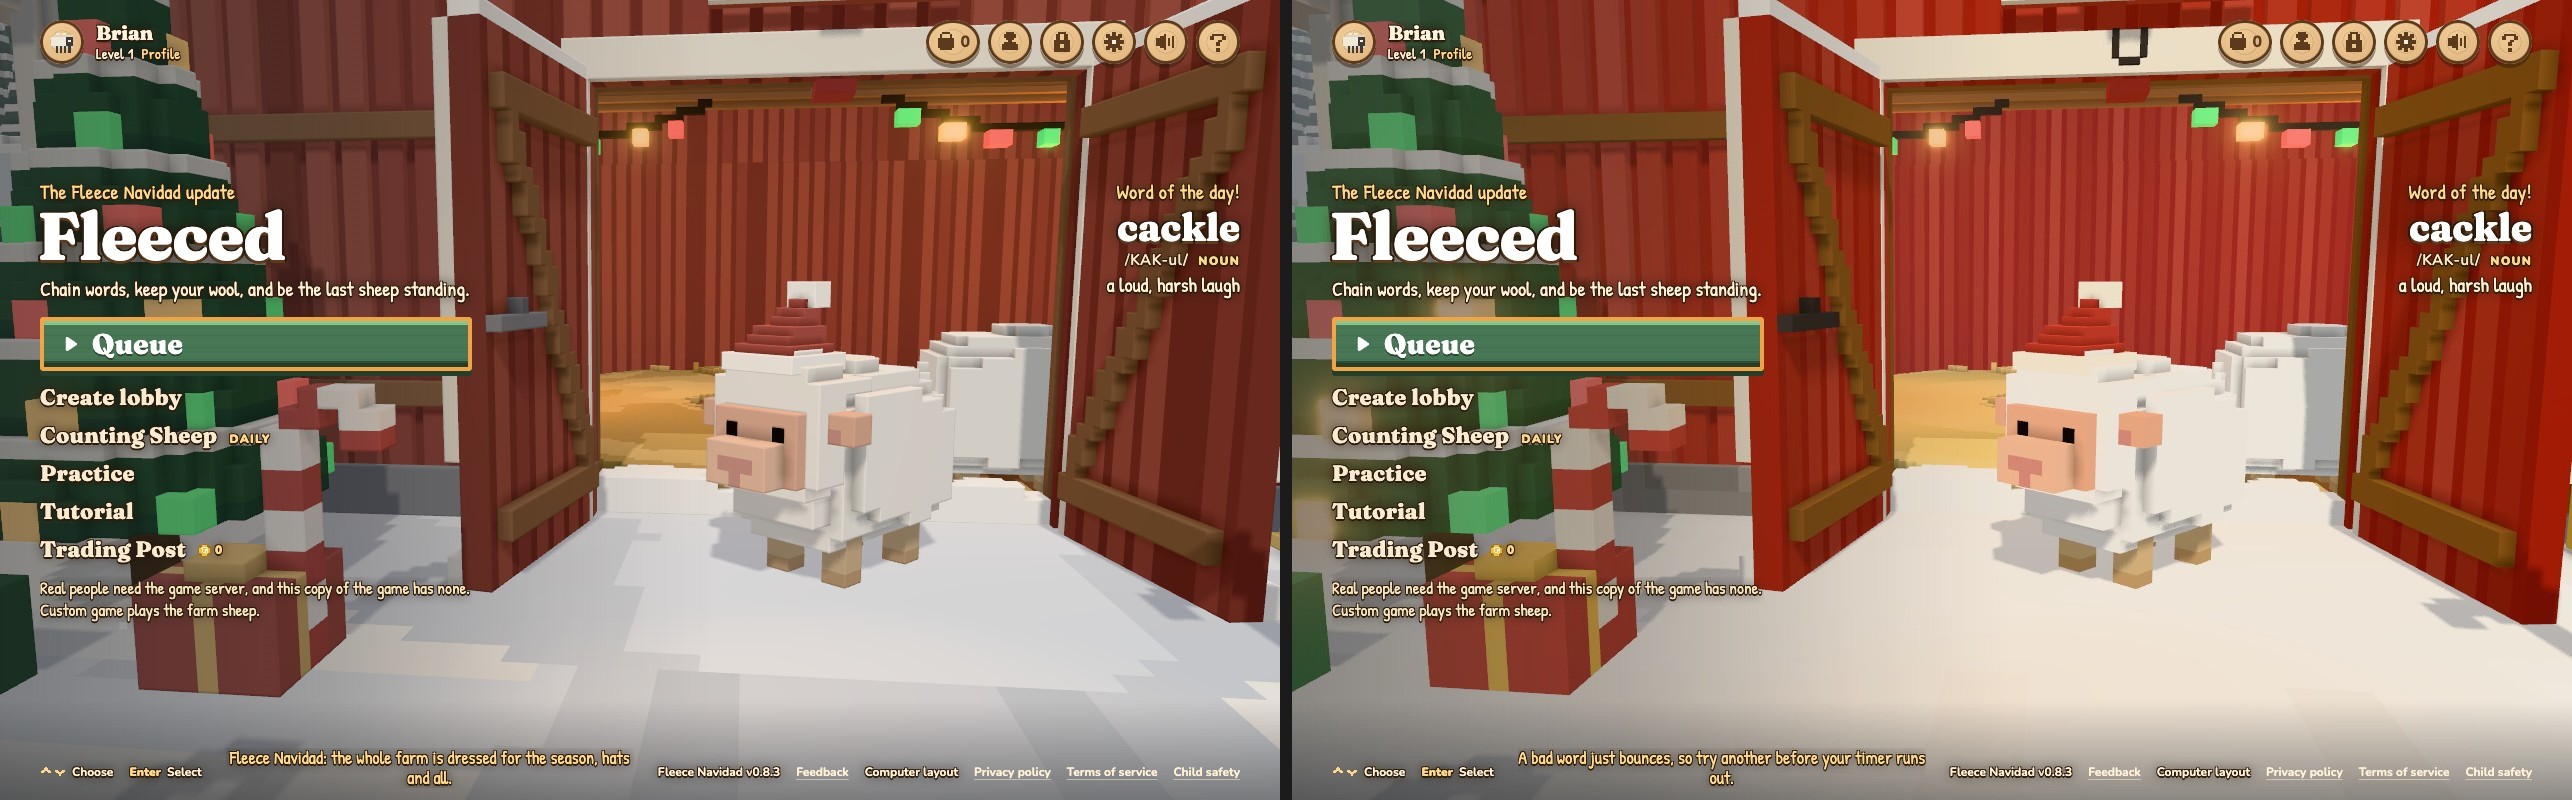 Brian
Level 1 Profile
0
The Fleece Navidad update
Fleeced
Chain words, keep your wool, and be the last sheep standing.
Queue
Create lobby
Counting Sheep DAILY
Practice
Tutorial
Trading Post 0
Real people need the game server, and this copy of the game has none.
Custom game plays the farm sheep.
Word of the day!
cackle
/KAK-ul/ NOUN
a loud, harsh laugh
Choose Enter Select
Fleece Navidad: the whole farm is dressed for the season, hats
and all.
Fleece Navidad v0.8.3 Feedback Computer layout Privacy policy Terms of service Child safety
Brian
Level 1 Profile
0
The Fleece Navidad update
Fleeced
Chain words, keep your wool, and be the last sheep standing.
Queue
Create lobby
Counting Sheep DAILY
Practice
Tutorial
Trading Post 0
Real people need the game server, and this copy of the game has none.
Custom game plays the farm sheep.
Word of the day!
cackle
/KAK-ul/ NOUN
a loud, harsh laugh
Choose Enter Select
A bad word just bounces, so try another before your timer runs
out.
Fleece Navidad v0.8.3 Feedback Computer layout Privacy policy Terms of service Child safety